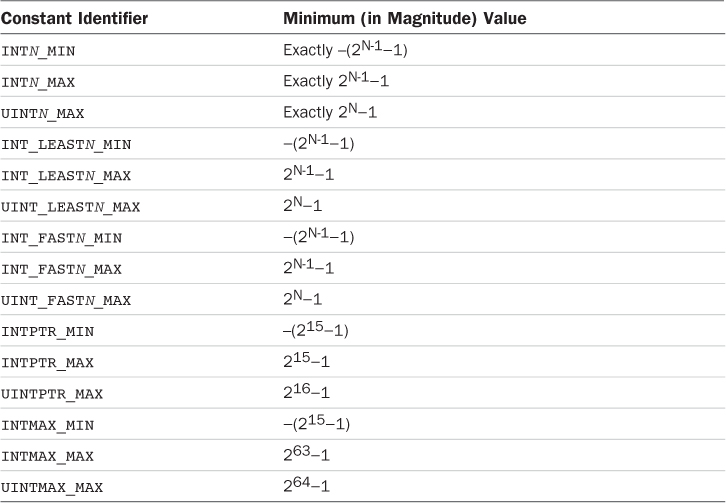 Constant Identifier Minimum (in Magnitude) Value
INTN_MIN Exactly –(2^N-1–1)
INTN_MAX Exactly 2^N-1–1
UINTN_MAX Exactly 2^N–1
INT_LEASTN_MIN –(2^N-1–1)
INT_LEASTN_MAX 2^N-1–1
UINT_LEASTN_MAX 2^N–1
INT_FASTN_MIN –(2^N-1–1)
INT_FASTN_MAX 2^N-1–1
UINT_FASTN_MAX 2^N–1
INTPTR_MIN –(2^15–1)
INTPTR_MAX 2^15–1
UINTPTR_MAX 2^16–1
INTMAX_MIN –(2^15–1)
INTMAX_MAX 2^63–1
UINTMAX_MAX 2^64–1